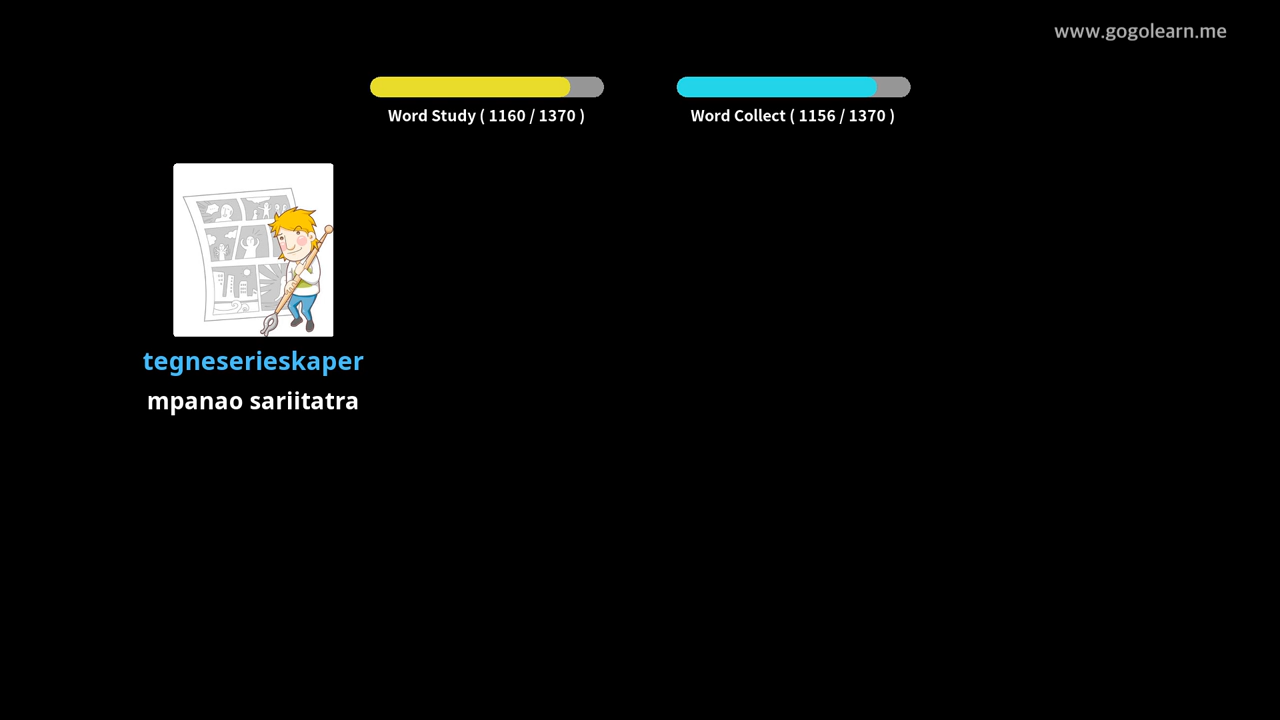 www.gogolearn.me
Word Study ( 1160 / 1370 )
Word Collect ( 1156 / 1370 )
tegneserieskaper
mpanao sariitatra